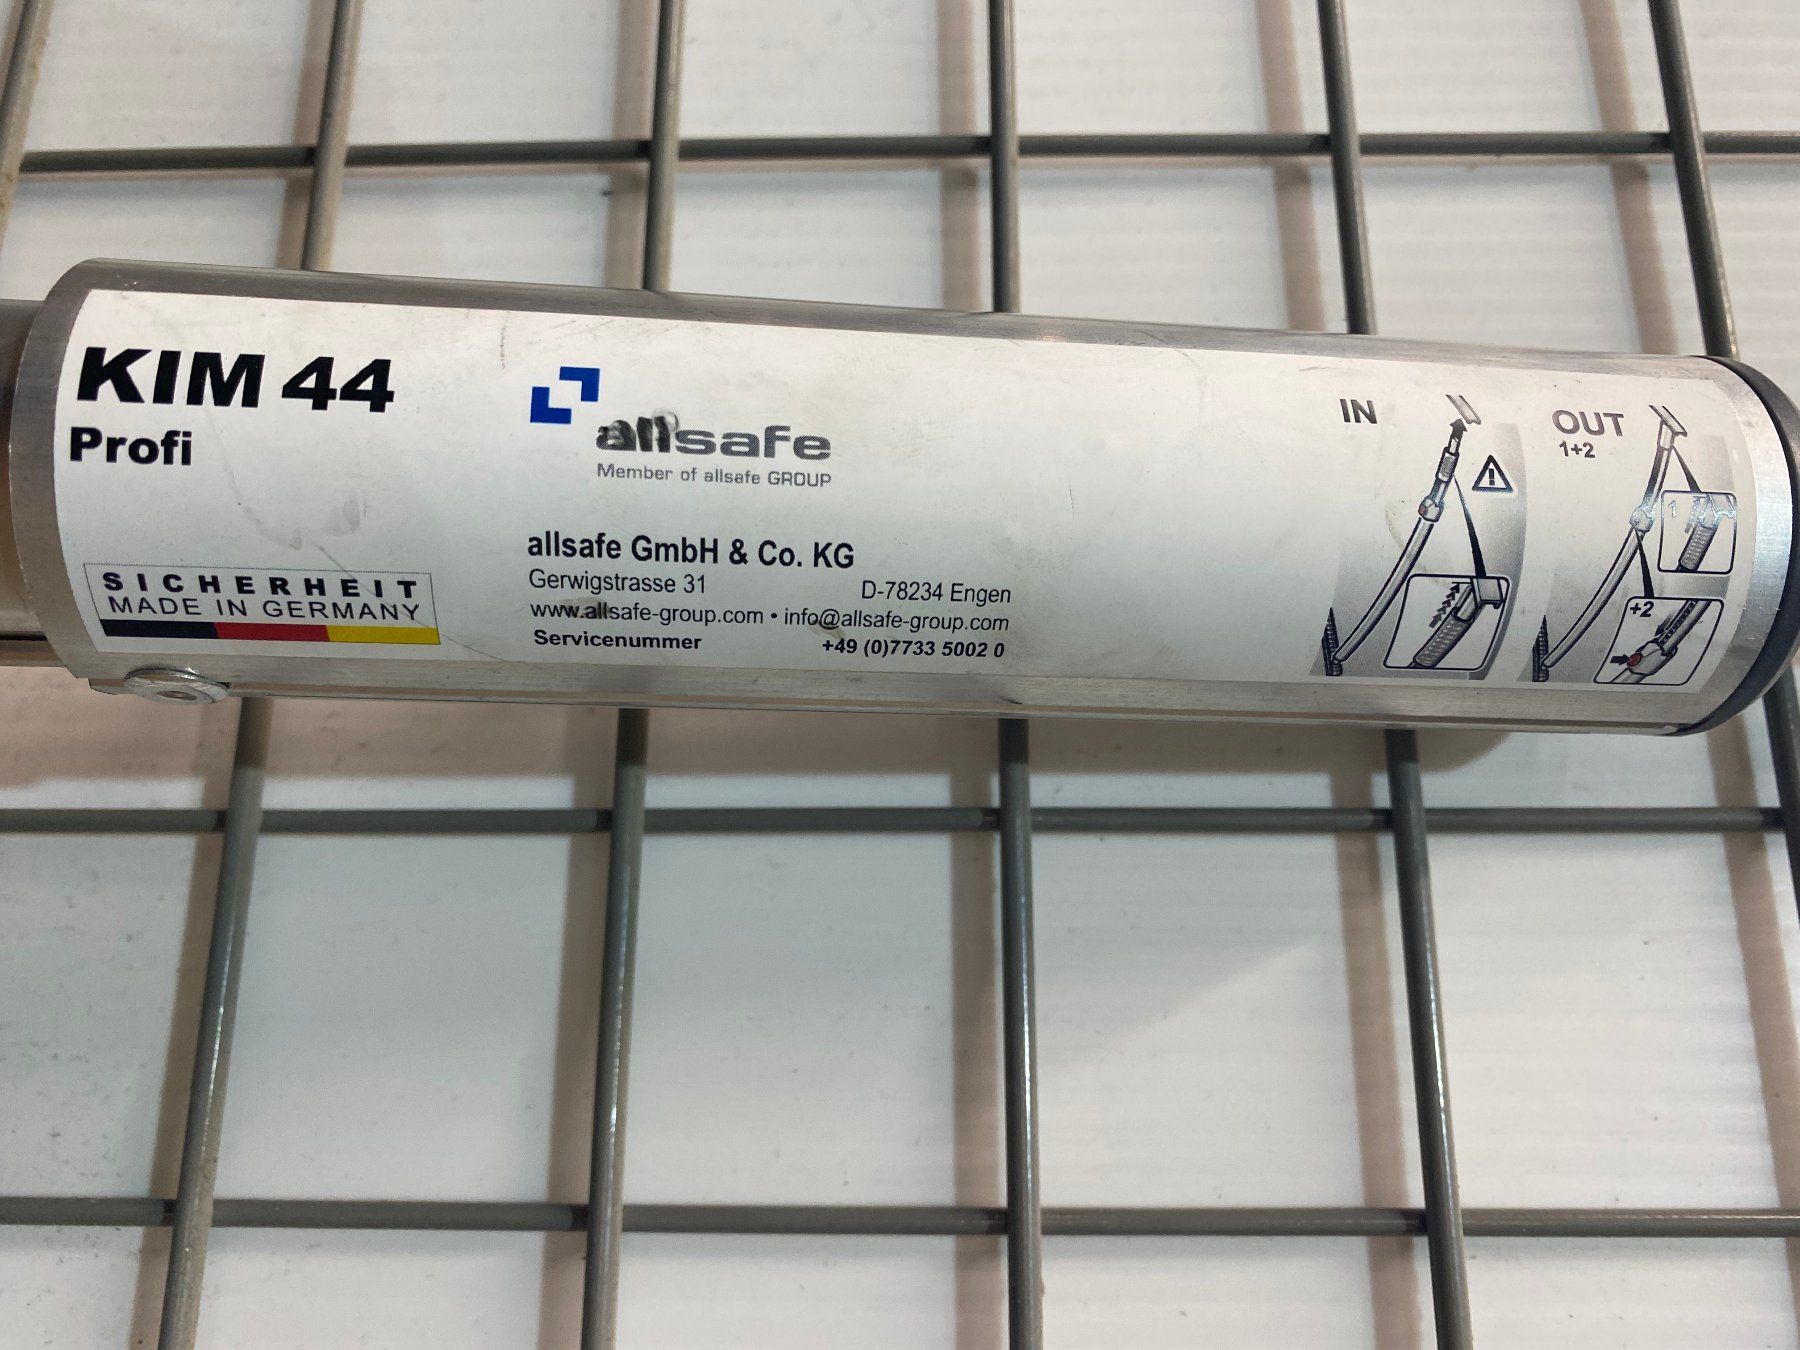 KIM 44
Profi
SICHERHEIT
MADE IN GERMANY
allsafe
Member of allsafe GROUP
allsafe GmbH & Co. KG
Gerwigstrasse 31 D-78234 Engen
www.allsafe-group.com • info@allsafe-group.com
Servicenummer +49 (0)7733 5002 0
IN
OUT
1+2
1
+2